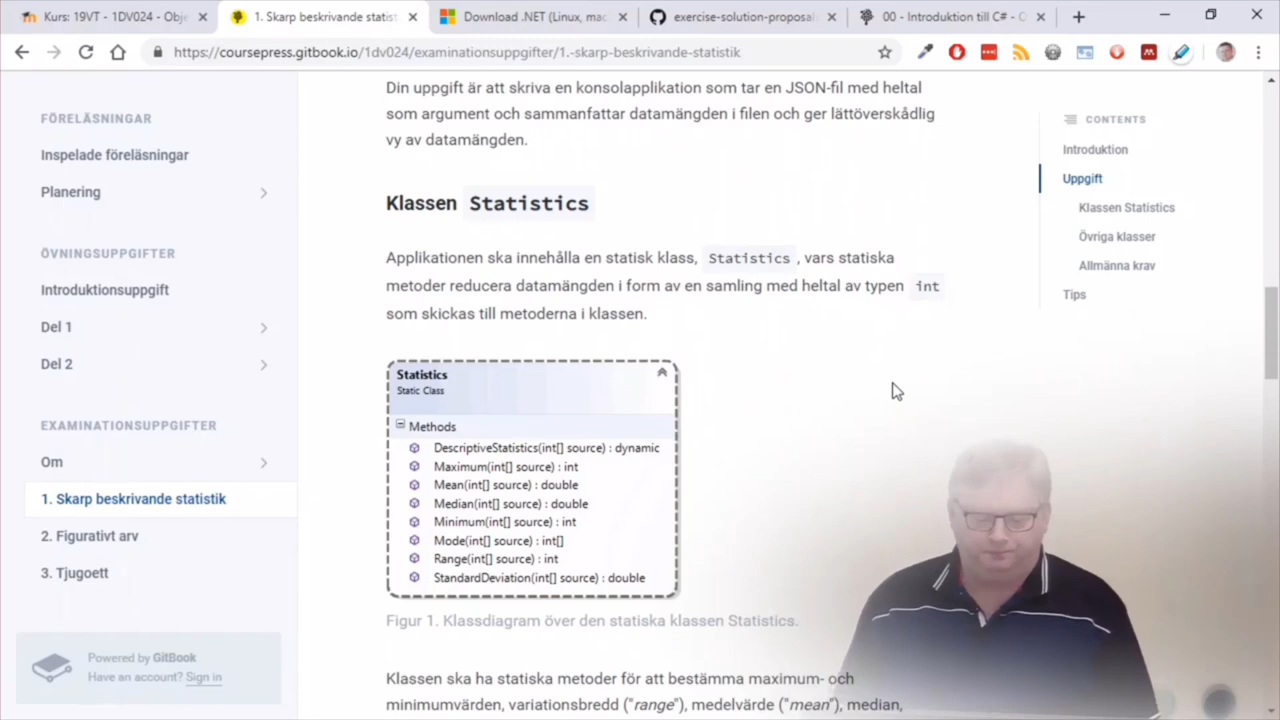 Kurs: 19VT - 1DV024 - Obje
1. Skarp beskrivande statist
Download .NET (Linux, mac
exercise-solution-proposal
00 - Introduktion till C# - C
https://coursepress.gitbook.io/1dv024/examinationsuppgifter/1.-skarp-beskrivande-statistik
FÖRELÄSNINGAR
Inspelade föreläsningar
Planering
ÖVNINGSUPPGIFTER
Introduktionsuppgift
Del 1
Del 2
EXAMINATIONSUPPGIFTER
Om
1. Skarp beskrivande statistik
2. Figurativt arv
3. Tjugoett
Powered by GitBook
Have an account? Sign in
Din uppgift är att skriva en konsolapplikation som tar en JSON-fil med heltal
som argument och sammanfattar datamängden i filen och ger lättöverskådlig
vy av datamängden.
Klassen Statistics
Applikationen ska innehålla en statisk klass, Statistics, vars statiska
metoder reducera datamängden i form av en samling med heltal av typen int
som skickas till metoderna i klassen.
Statistics
Static Class
Methods
DescriptiveStatistics(int[] source) : dynamic
Maximum(int[] source) : int
Mean(int[] source) : double
Median(int[] source) : double
Minimum(int[] source) : int
Mode(int[] source) : int[]
Range(int[] source) : int
StandardDeviation(int[] source) : double
Figur 1. Klassdiagram över den statiska klassen Statistics.
Klassen ska ha statiska metoder för att bestämma maximum- och
minimumvärden, variationsbredd ("range"), medelvärde ("mean"), median,
CONTENTS
Introduktion
Uppgift
Klassen Statistics
Övriga klasser
Allmänna krav
Tips